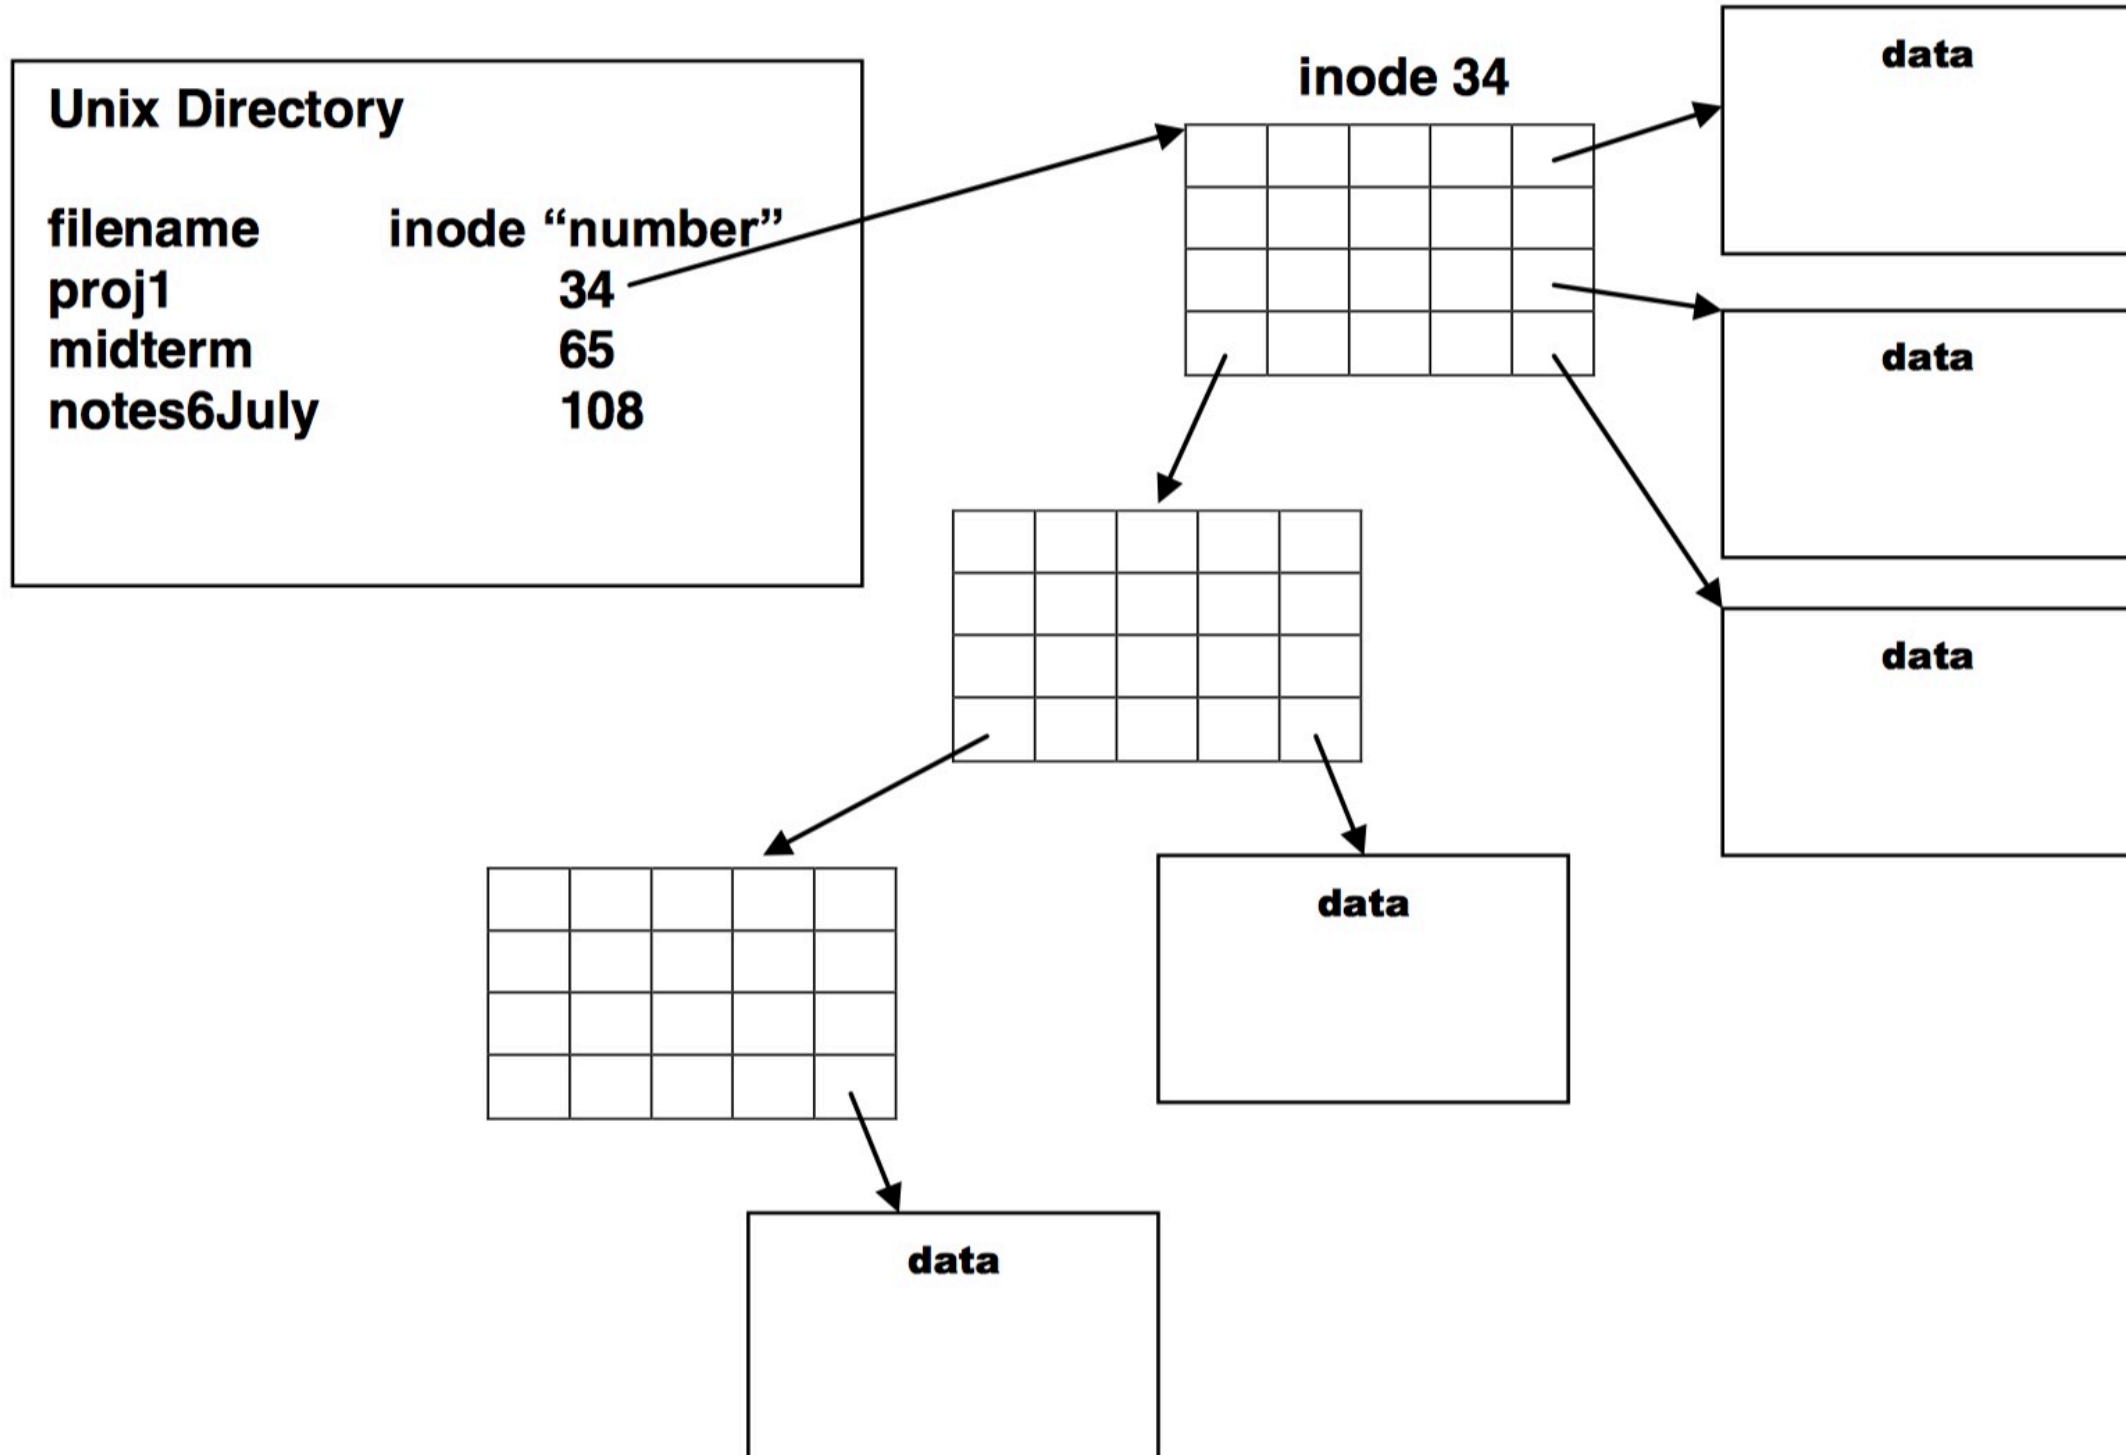 Unix Directory
filename inode “number”
proj1 34
midterm 65
notes6July 108
inode 34
data
data
data
data
data